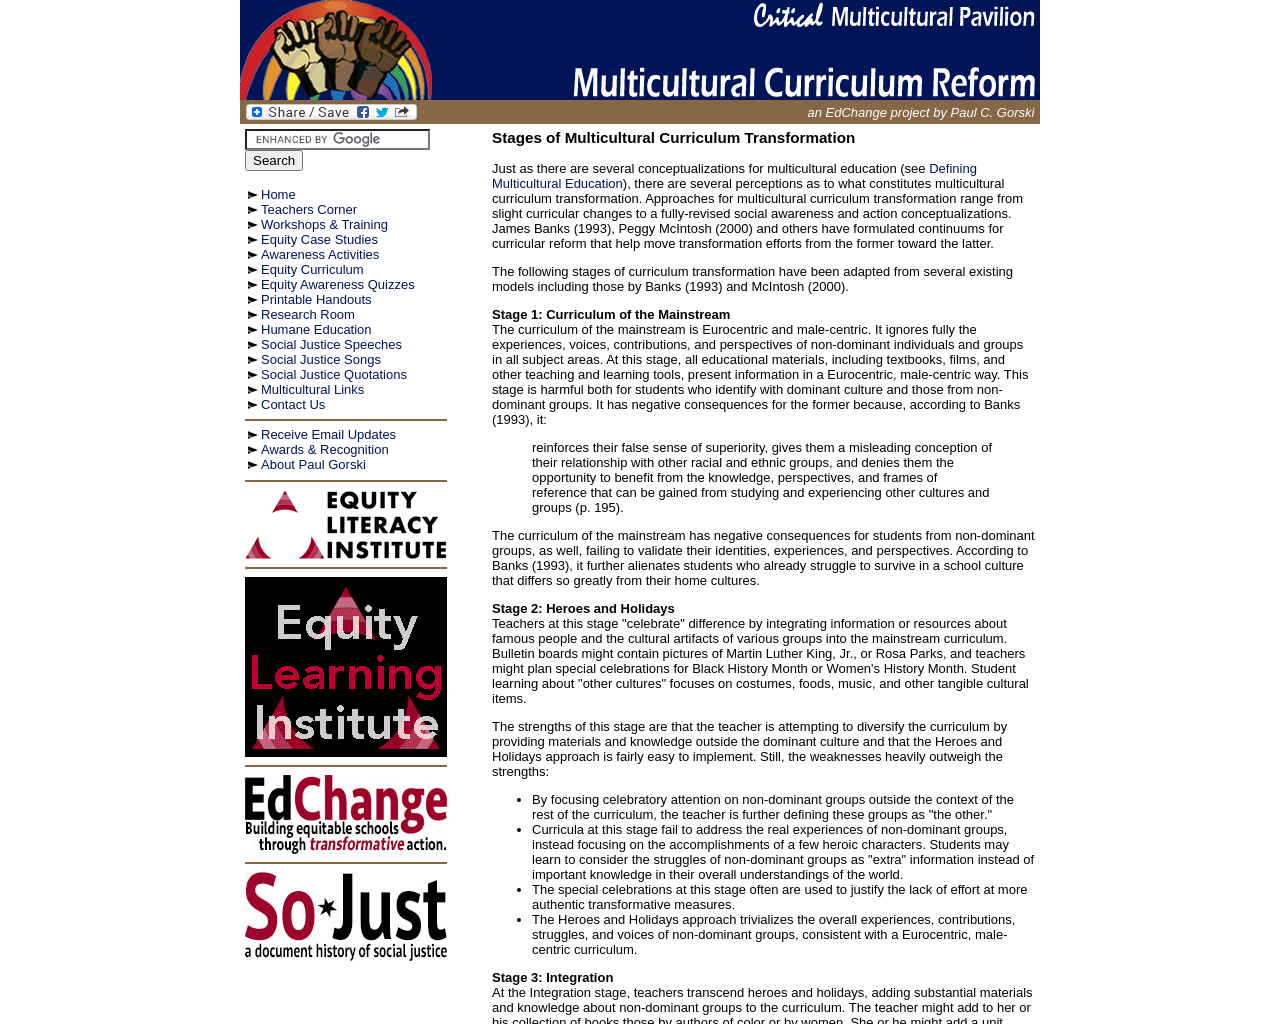 Critical Multicultural Pavilion
Multicultural Curriculum Reform
Share / Save
an EdChange project by Paul C. Gorski
ENHANCED BY Google
Search
Home
Teachers Corner
Workshops & Training
Equity Case Studies
Awareness Activities
Equity Curriculum
Equity Awareness Quizzes
Printable Handouts
Research Room
Humane Education
Social Justice Speeches
Social Justice Songs
Social Justice Quotations
Multicultural Links
Contact Us
Receive Email Updates
Awards & Recognition
About Paul Gorski
EQUITY
LITERACY
INSTITUTE
Equity
Learning
Institute
EdChange
Building equitable schools
through transformative action.
So Just
a document history of social justice
Stages of Multicultural Curriculum Transformation
Just as there are several conceptualizations for multicultural education (see Defining
Multicultural Education), there are several perceptions as to what constitutes multicultural
curriculum transformation. Approaches for multicultural curriculum transformation range from
slight curricular changes to a fully-revised social awareness and action conceptualizations.
James Banks (1993), Peggy McIntosh (2000) and others have formulated continuums for
curricular reform that help move transformation efforts from the former toward the latter.
The following stages of curriculum transformation have been adapted from several existing
models including those by Banks (1993) and McIntosh (2000).
Stage 1: Curriculum of the Mainstream
The curriculum of the mainstream is Eurocentric and male-centric. It ignores fully the
experiences, voices, contributions, and perspectives of non-dominant individuals and groups
in all subject areas. At this stage, all educational materials, including textbooks, films, and
other teaching and learning tools, present information in a Eurocentric, male-centric way. This
stage is harmful both for students who identify with dominant culture and those from non-
dominant groups. It has negative consequences for the former because, according to Banks
(1993), it:
reinforces their false sense of superiority, gives them a misleading conception of
their relationship with other racial and ethnic groups, and denies them the
opportunity to benefit from the knowledge, perspectives, and frames of
reference that can be gained from studying and experiencing other cultures and
groups (p. 195).
The curriculum of the mainstream has negative consequences for students from non-dominant
groups, as well, failing to validate their identities, experiences, and perspectives. According to
Banks (1993), it further alienates students who already struggle to survive in a school culture
that differs so greatly from their home cultures.
Stage 2: Heroes and Holidays
Teachers at this stage "celebrate" difference by integrating information or resources about
famous people and the cultural artifacts of various groups into the mainstream curriculum.
Bulletin boards might contain pictures of Martin Luther King, Jr., or Rosa Parks, and teachers
might plan special celebrations for Black History Month or Women's History Month. Student
learning about "other cultures" focuses on costumes, foods, music, and other tangible cultural
items.
The strengths of this stage are that the teacher is attempting to diversify the curriculum by
providing materials and knowledge outside the dominant culture and that the Heroes and
Holidays approach is fairly easy to implement. Still, the weaknesses heavily outweigh the
strengths:
• By focusing celebratory attention on non-dominant groups outside the context of the
rest of the curriculum, the teacher is further defining these groups as "the other."
• Curricula at this stage fail to address the real experiences of non-dominant groups,
instead focusing on the accomplishments of a few heroic characters. Students may
learn to consider the struggles of non-dominant groups as "extra" information instead of
important knowledge in their overall understandings of the world.
• The special celebrations at this stage often are used to justify the lack of effort at more
authentic transformative measures.
• The Heroes and Holidays approach trivializes the overall experiences, contributions,
struggles, and voices of non-dominant groups, consistent with a Eurocentric, male-
centric curriculum.
Stage 3: Integration
At the Integration stage, teachers transcend heroes and holidays, adding substantial materials
and knowledge about non-dominant groups to the curriculum. The teacher might add to her or
his collection of books those by authors of color or by women. She or he might add a unit